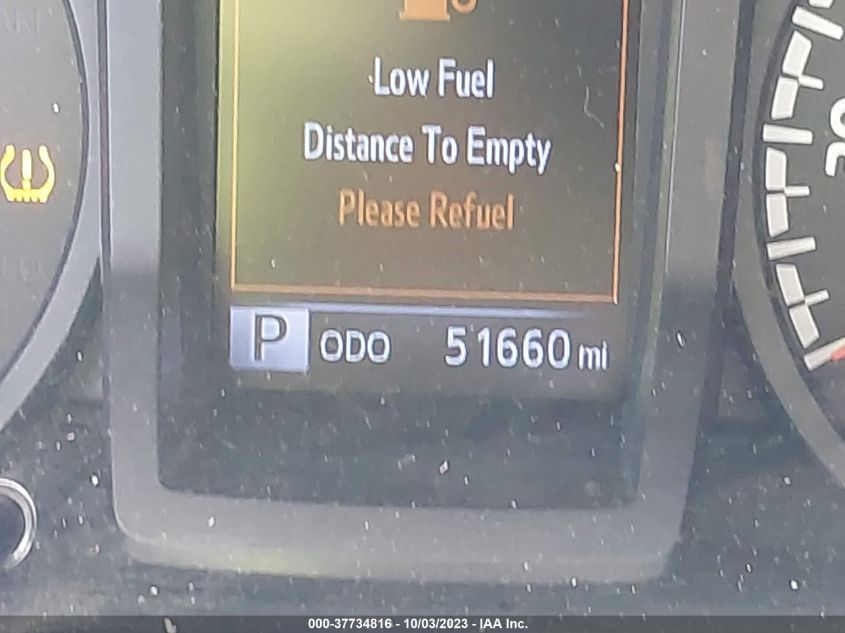 Low Fuel
Distance To Empty
Please Refuel
P ODO 51660 mi
000-37734816 - 10/03/2023 - IAA Inc.